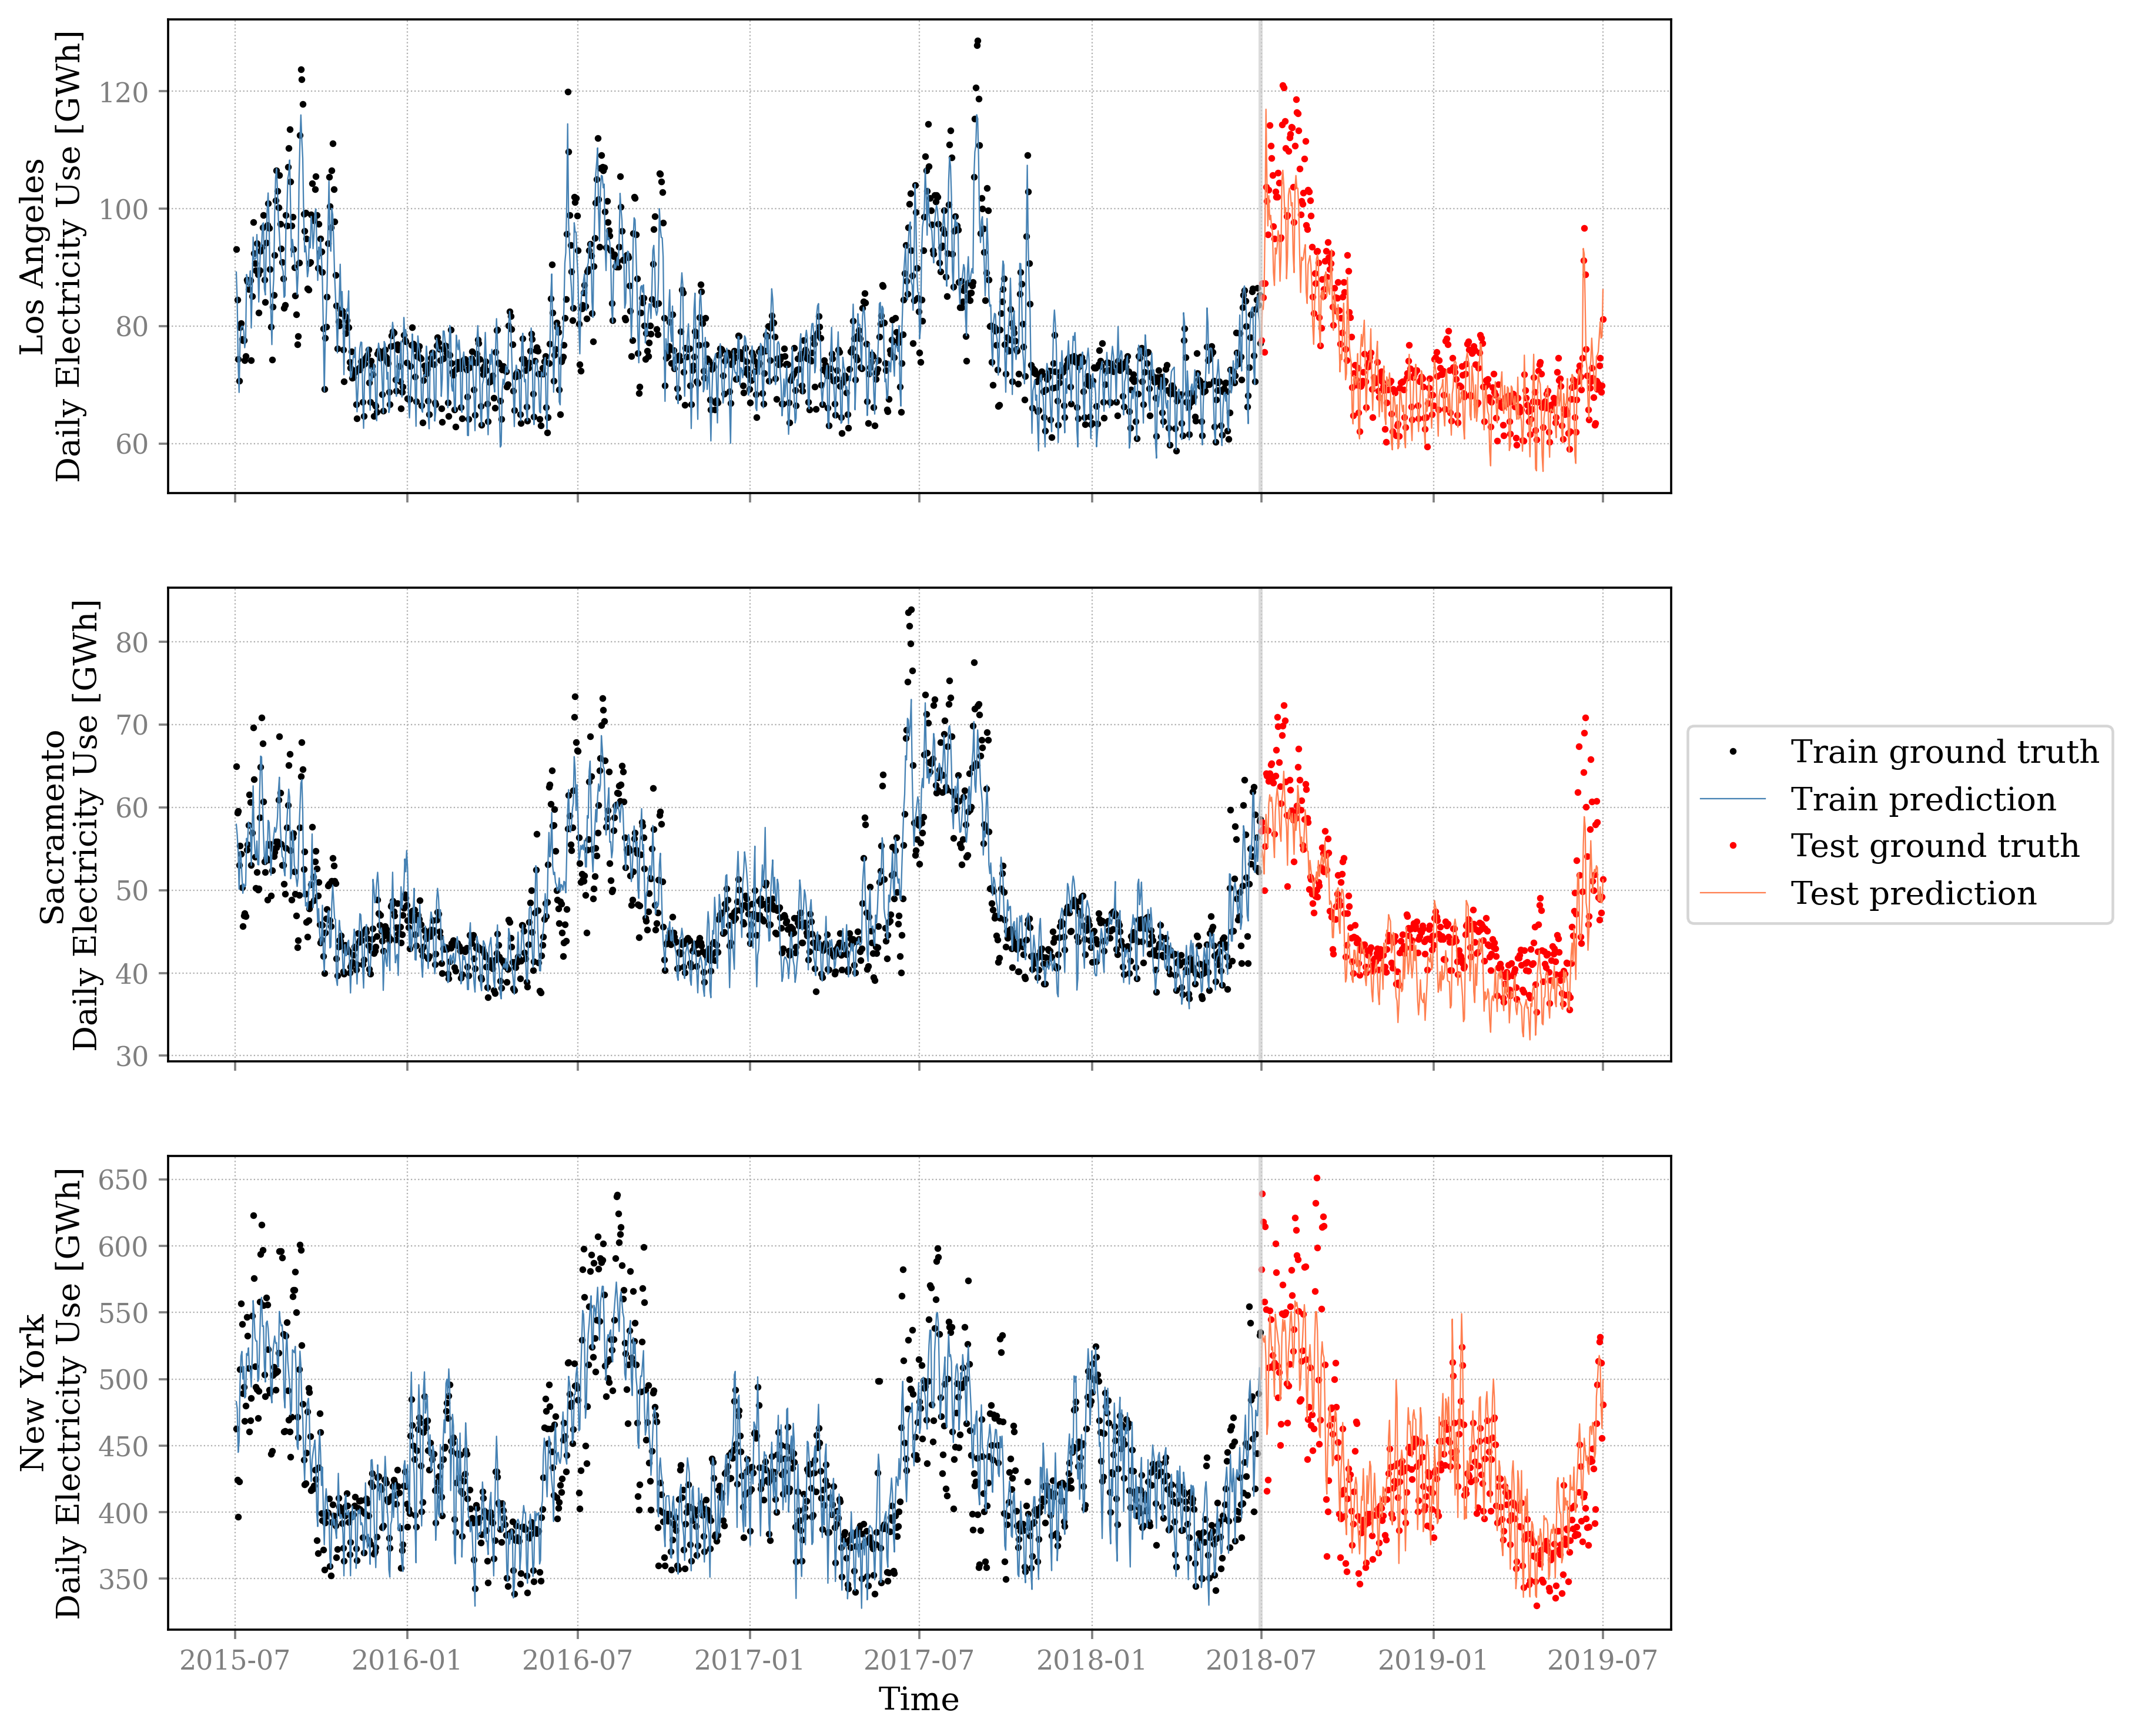 Los Angeles
Daily Electricity Use [GWh]
120
100
80
60
Sacramento
Daily Electricity Use [GWh]
80
70
60
50
40
30
Train ground truth
Train prediction
Test ground truth
Test prediction
New York
Daily Electricity Use [GWh]
650
600
550
500
450
400
350
2015-07 2016-01 2016-07 2017-01 2017-07 2018-01 2018-07 2019-01 2019-07
Time